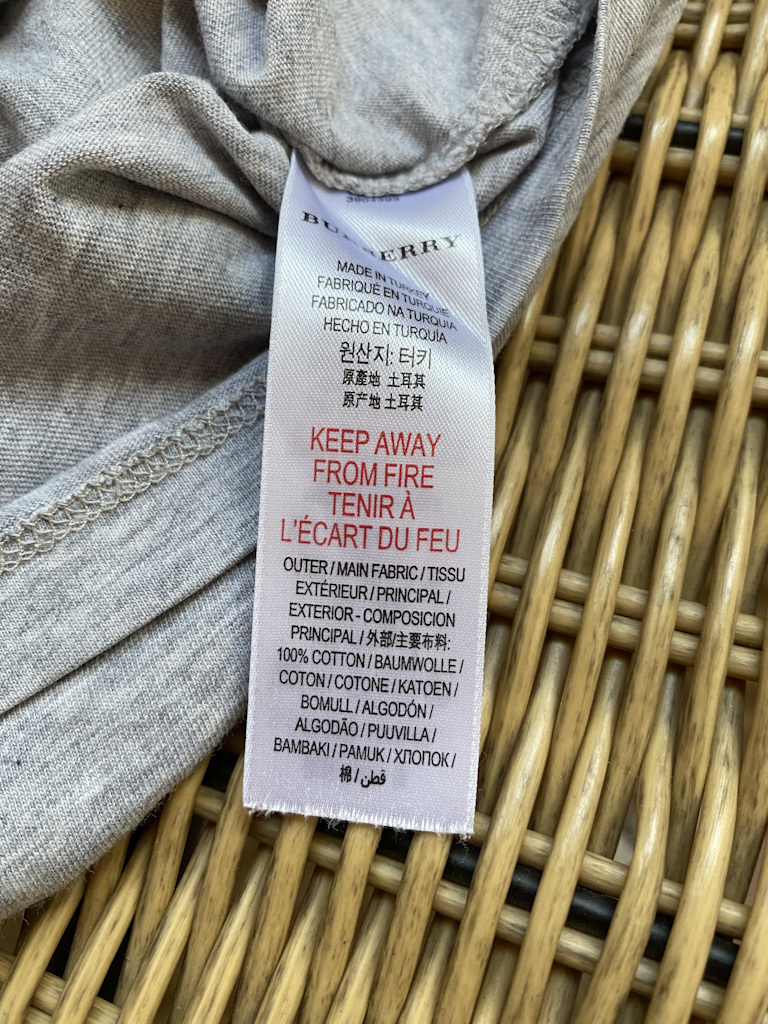 BURBERRY
MADE IN TURKEY
FABRIQUÉ EN TURQUIE
FABRICADO NA TURQUIA
HECHO EN TURQUÍA
원산지: 터키
原產地 土耳其
原产地 土耳其
KEEP AWAY
FROM FIRE
TENIR À
L'ÉCART DU FEU
OUTER / MAIN FABRIC / TISSU
EXTÉRIEUR / PRINCIPAL /
EXTERIOR - COMPOSICION
PRINCIPAL / 外部/主要布料:
100% COTTON / BAUMWOLLE /
COTON / COTONE / KATOEN /
BOMULL / ALGODÓN /
ALGODÃO / PUUVILLA /
BAMBAKI / PAMUK / ХЛОПОК /
棉 / قطن